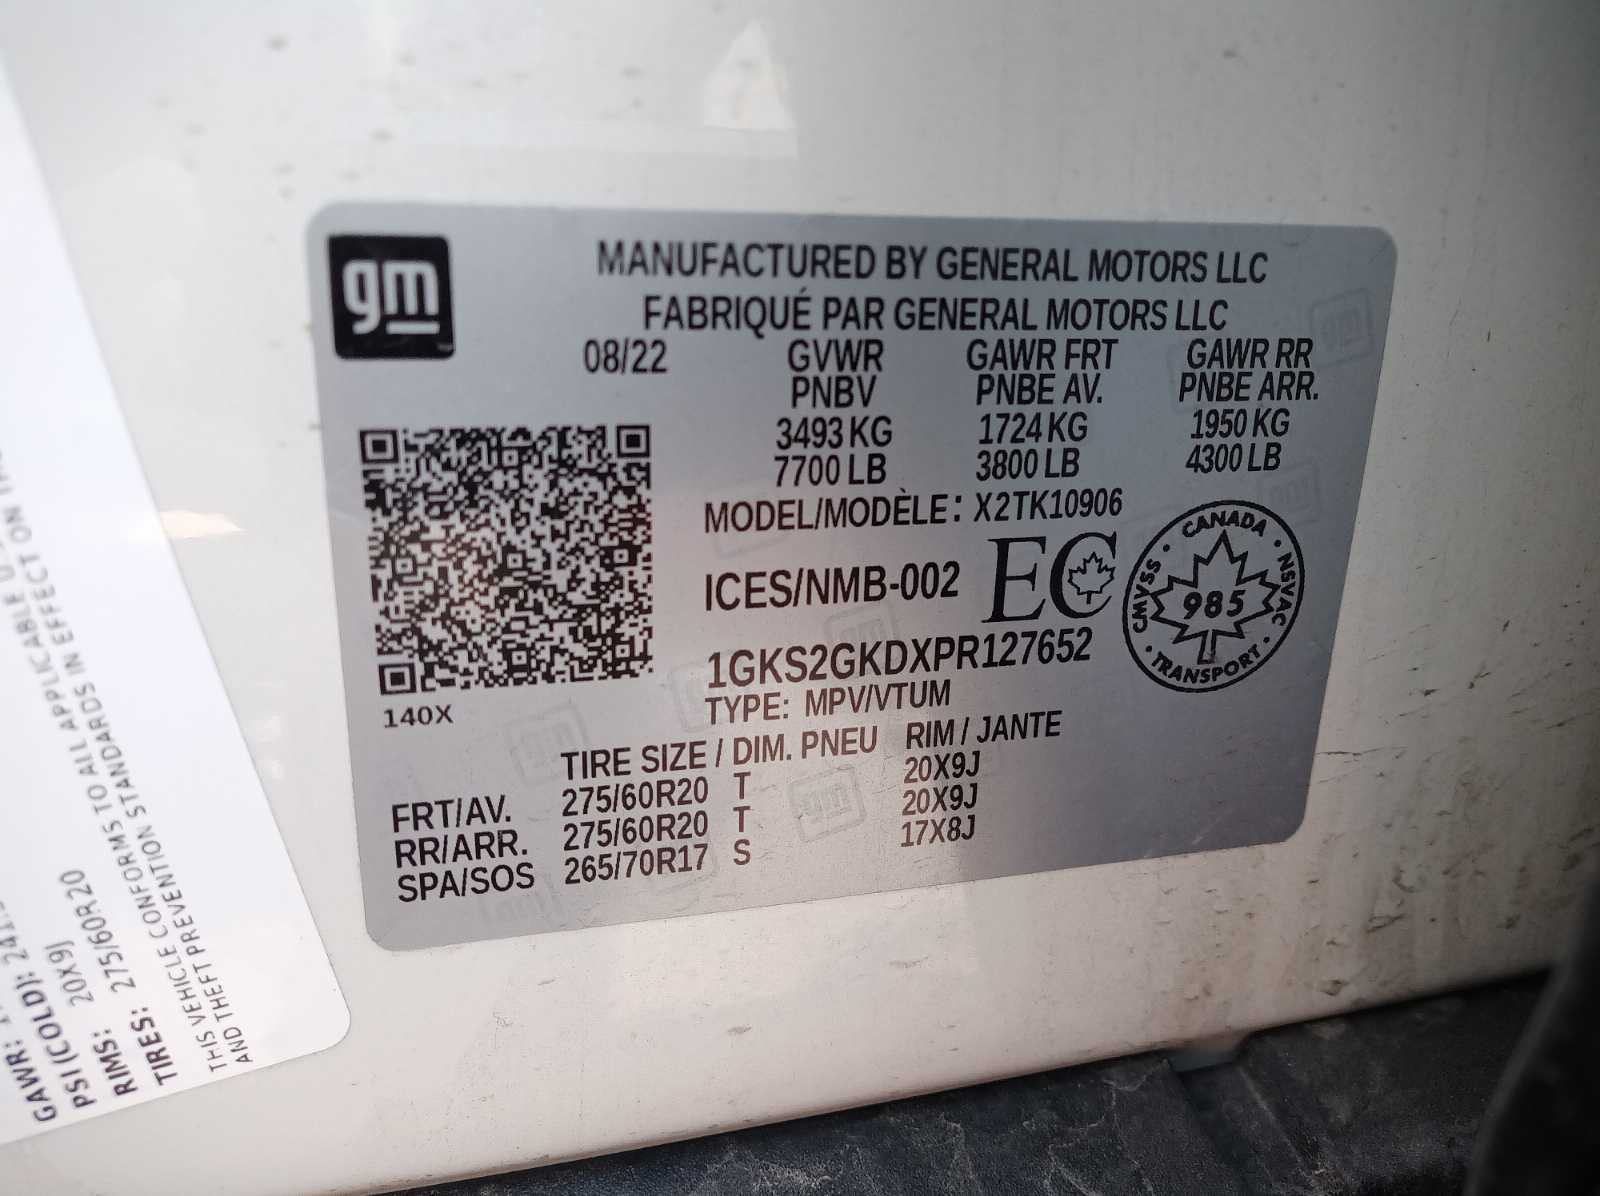 gm
MANUFACTURED BY GENERAL MOTORS LLC
FABRIQUÉ PAR GENERAL MOTORS LLC
08/22 GVWR GAWR FRT GAWR RR
PNBV PNBE AV. PNBE ARR.
3493 KG 1724 KG 1950 KG
7700 LB 3800 LB 4300 LB
MODEL/MODÈLE: X2TK10906
ICES/NMB-002 EC
CANADA
CMVSS 985 NSVAC
TRANSPORT
1GKS2GKDXPR127652
TYPE: MPV/VTUM
140X
TIRE SIZE / DIM. PNEU RIM / JANTE
FRT/AV. 275/60R20 T 20X9J
RR/ARR. 275/60R20 T 20X9J
SPA/SOS 265/70R17 S 17X8J
GAWR:
PSI (COLD):
RIMS: 20X9J
TIRES: 275/60R20
THIS VEHICLE CONFORMS TO ALL APPLICABLE
AND THEFT PREVENTION STANDARDS IN EFFECT ON